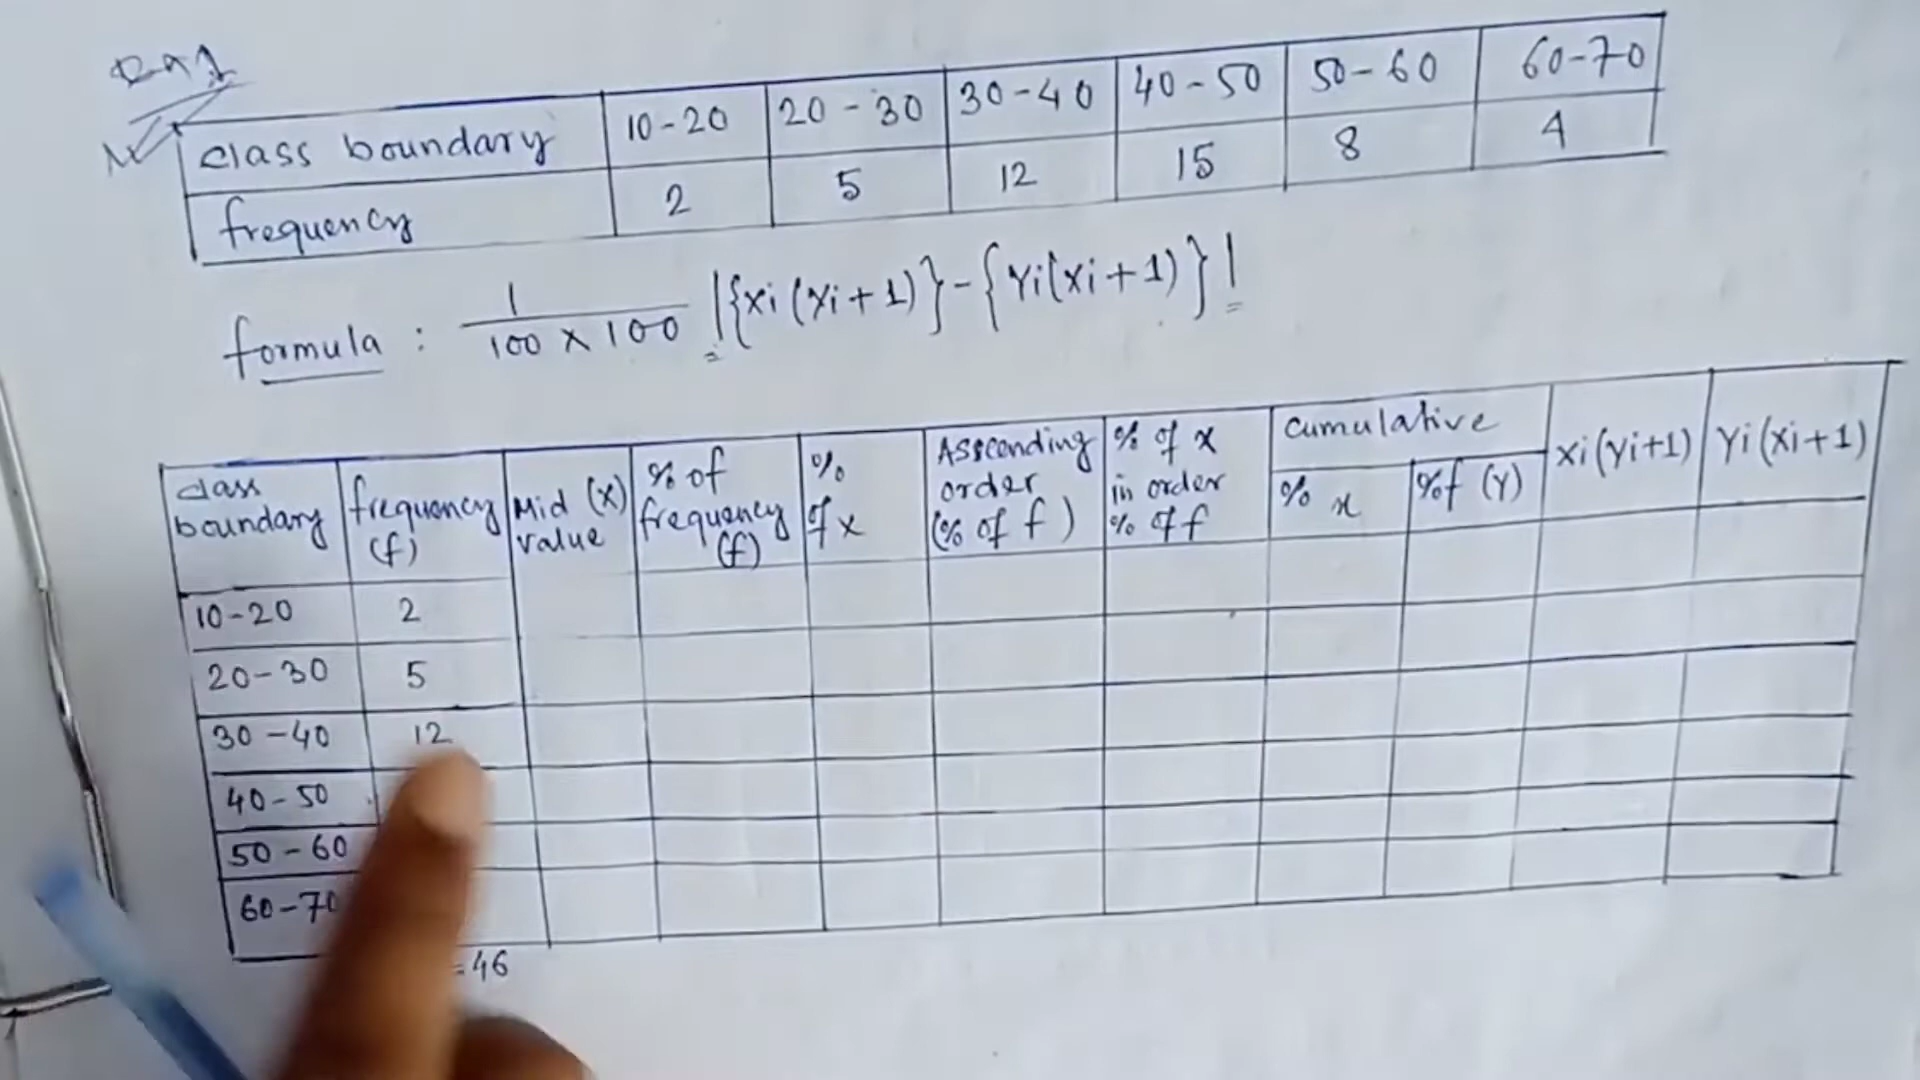 class boundary 10-20 20-30 30-40 40-50 50-60 60-70
frequency 2 5 12 15 8 4
formula : 1/100 x 100 |{xi (Yi+1)} - {Yi(xi+1)}|
class boundary frequency (f) Mid (x) value % of frequency (f) % of x Asscending order (% of f) % of x in order % of f cumulative % x %f (Y) xi(Yi+1) Yi(xi+1)
10-20 2
20-30 5
30-40 12
40-50
50-60
60-70
=46